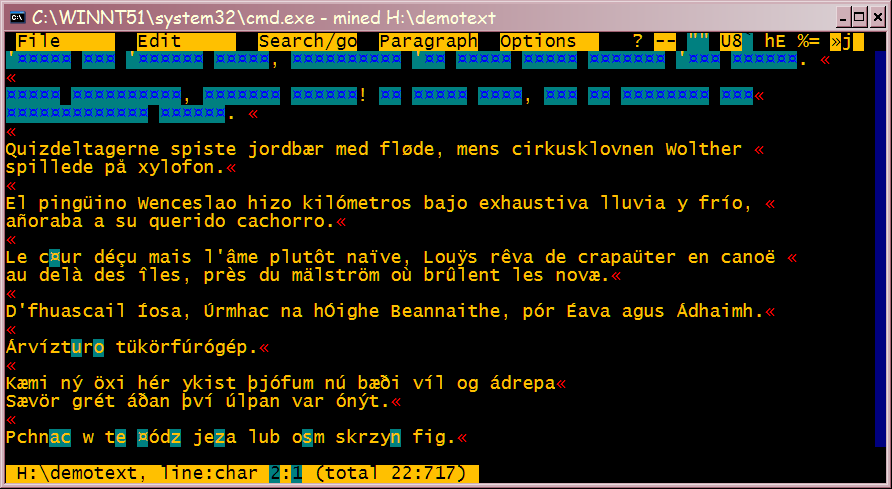 C:\WINNT51\system32\cmd.exe - mined H:\demotext
File Edit Search/go Paragraph Options ? -- "" U8` hE %= »j
'¤¤¤¤¤ ¤¤¤ '¤¤¤¤¤¤ ¤¤¤¤¤, ¤¤¤¤¤¤¤¤¤¤ '¤¤ ¤¤¤¤¤ ¤¤¤¤¤ ¤¤¤¤¤¤¤ '¤¤¤ ¤¤¤¤¤¤. «
«
¤¤¤¤¤ ¤¤¤¤¤¤¤¤¤¤, ¤¤¤¤¤¤¤ ¤¤¤¤¤¤! ¤¤ ¤¤¤¤¤ ¤¤¤¤, ¤¤¤ ¤¤ ¤¤¤¤¤¤¤¤ ¤¤¤«
¤¤¤¤¤¤¤¤¤¤¤¤¤ ¤¤¤¤¤¤. «
«
Quizdeltagerne spiste jordbær med fløde, mens cirkusklovnen Wolther «
spillede på xylofon.«
«
El pingüino Wenceslao hizo kilómetros bajo exhaustiva lluvia y frío, «
añoraba a su querido cachorro.«
«
Le c¤ur déçu mais l'âme plutôt naïve, Louÿs rêva de crapaüter en canoë «
au delà des îles, près du mälström où brûlent les novæ.«
«
D'fhuascail Íosa, Úrmhac na hÓighe Beannaithe, pór Éava agus Ádhaimh.«
«
Árvízturo tükörfúrógép.«
«
Kæmi ný öxi hér ykist þjófum nú bæði víl og ádrepa«
Sævör grét áðan því úlpan var ónýt.«
«
Pchnac w te ¤ódz jeza lub osm skrzyn fig.«
H:\demotext, line:char 2:1 (total 22:717)